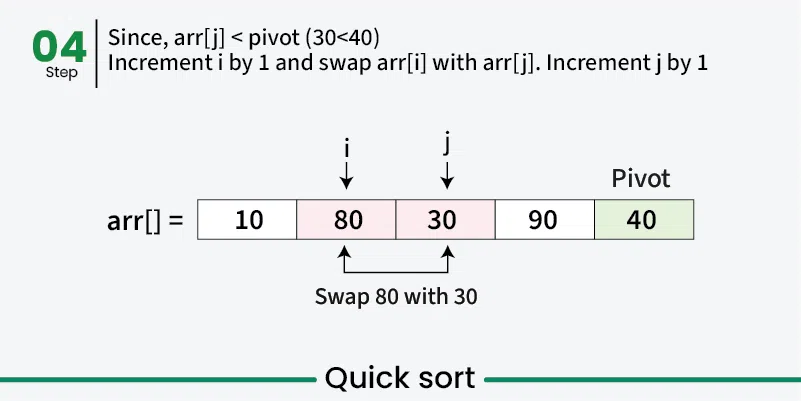 04
Step
Since, arr[j] < pivot (30<40)
Increment i by 1 and swap arr[i] with arr[j]. Increment j by 1
i
j
Pivot
arr[] = 10 80 30 90 40
Swap 80 with 30
Quick sort